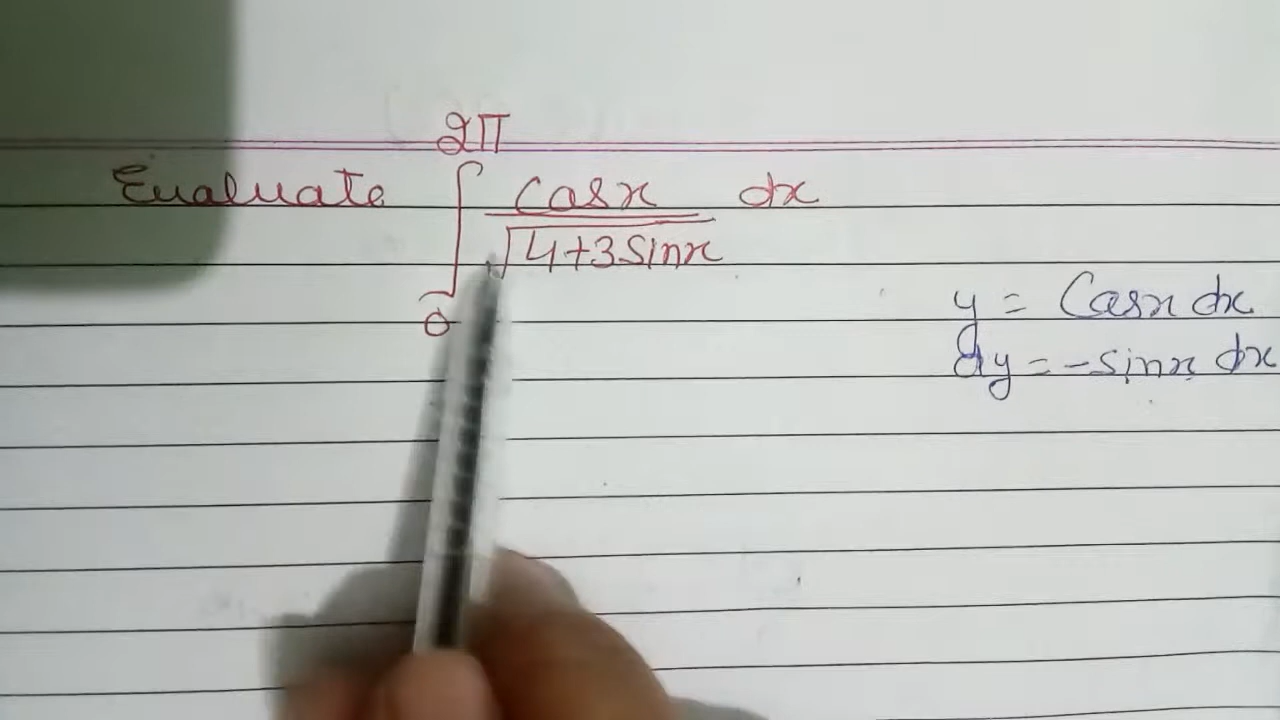 Evaluate ∫₀^2π cosx / √4+3sinx dx
y = Cosx dx
dy = -sinx dx